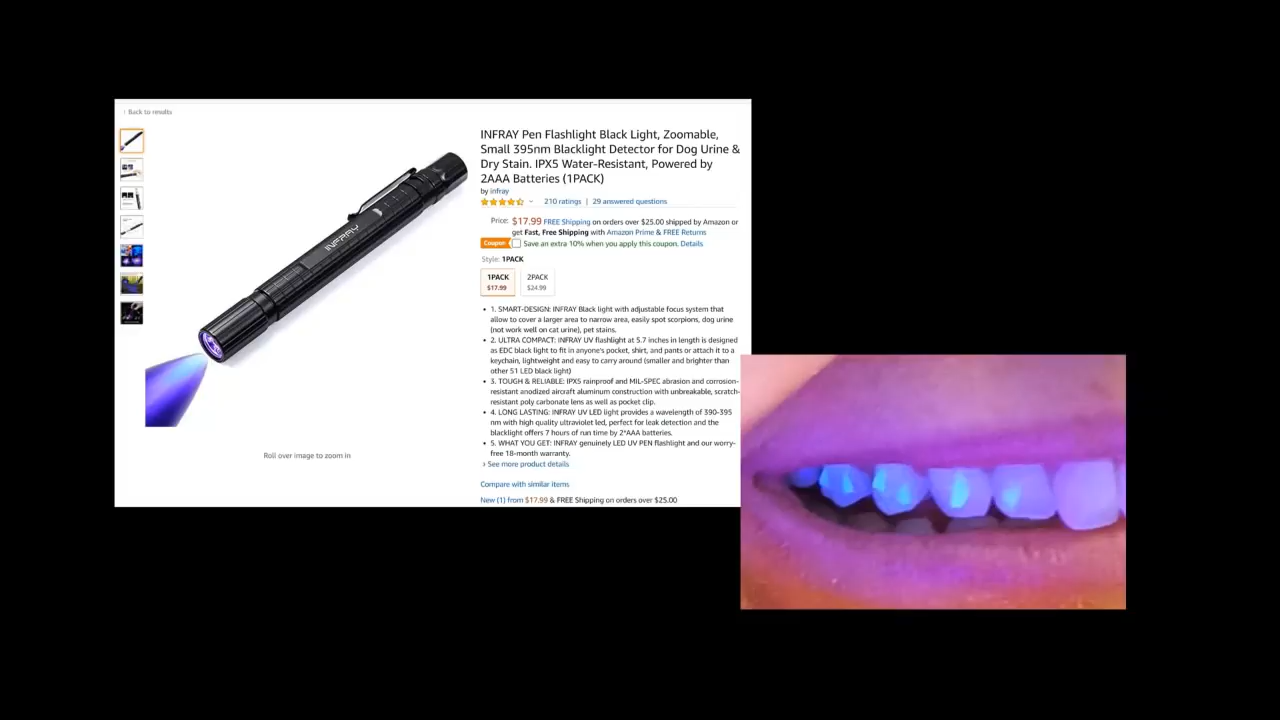 ‹ Back to results
INFRAY Pen Flashlight Black Light, Zoomable,
Small 395nm Blacklight Detector for Dog Urine &
Dry Stain. IPX5 Water-Resistant, Powered by
2AAA Batteries (1PACK)
by infray
210 ratings | 29 answered questions
Price: $17.99 FREE Shipping on orders over $25.00 shipped by Amazon or
get Fast, Free Shipping with Amazon Prime & FREE Returns
Coupon Save an extra 10% when you apply this coupon. Details
Style: 1PACK
1PACK 2PACK
$17.99 $24.99
• 1. SMART-DESIGN: INFRAY Black light with adjustable focus system that
allow to cover a larger area to narrow area, easily spot scorpions, dog urine
(not work well on cat urine), pet stains.
• 2. ULTRA COMPACT: INFRAY UV flashlight at 5.7 inches in length is designed
as EDC black light to fit in anyone's pocket, shirt, and pants or attach it to a
keychain, lightweight and easy to carry around (smaller and brighter than
other 51 LED black light)
• 3. TOUGH & RELIABLE: IPX5 rainproof and MIL-SPEC abrasion and corrosion-
resistant anodized aircraft aluminum construction with unbreakable, scratch-
resistant poly carbonate lens as well as pocket clip.
• 4. LONG LASTING: INFRAY UV LED light provides a wavelength of 390-395
nm with high quality ultraviolet led, perfect for leak detection and the
blacklight offers 7 hours of run time by 2*AAA batteries.
• 5. WHAT YOU GET: INFRAY genuinely LED UV PEN flashlight and our worry-
free 18-month warranty.
› See more product details
Compare with similar items
New (1) from $17.99 & FREE Shipping on orders over $25.00
INFRAY
Roll over image to zoom in